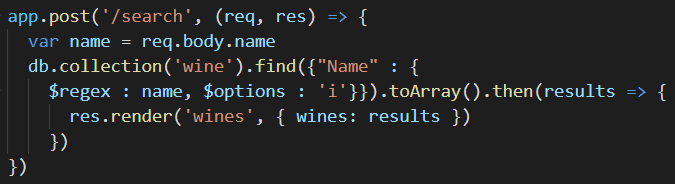 app.post('/search', (req, res) => {
  var name = req.body.name
  db.collection('wine').find({"Name" : {
    $regex : name, $options : 'i'}}).toArray().then(results => {
      res.render('wines', { wines: results })
    })
})